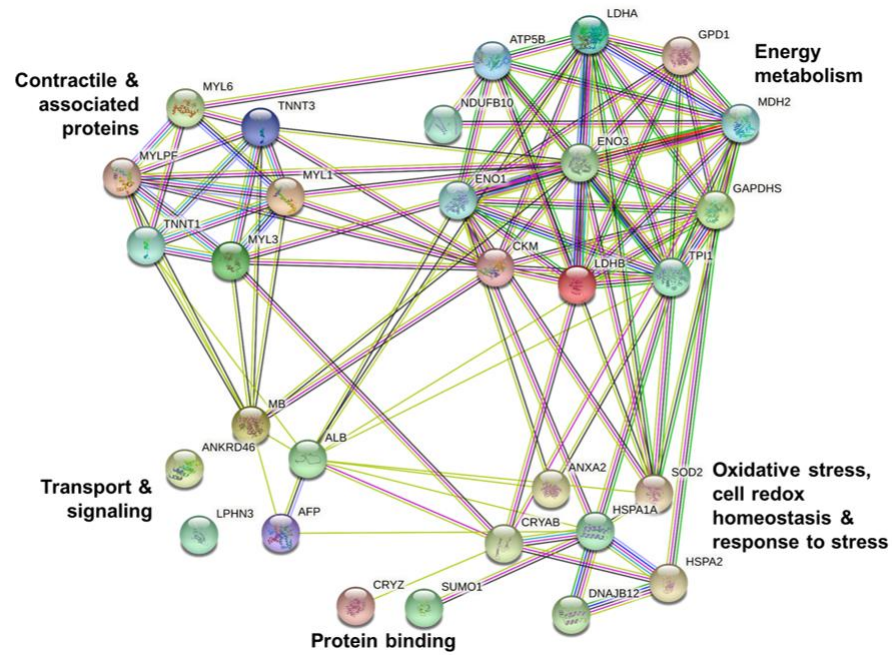 LDHA
ATP5B
GPD1
Energy
metabolism
Contractile &
associated
proteins
MYL6
TNNT3
NDUFB10
MDH2
MYLPF
ENO3
MYL1
ENO1
GAPDHS
TNNT1
MYL3
CKM
LDHB
TPI1
MB
ALB
ANKRD46
ANXA2
SOD2
Oxidative stress,
cell redox
homeostasis &
response to stress
Transport &
signaling
LPHN3
AFP
CRYAB
HSPA1A
HSPA2
CRYZ
SUMO1
DNAJB12
Protein binding